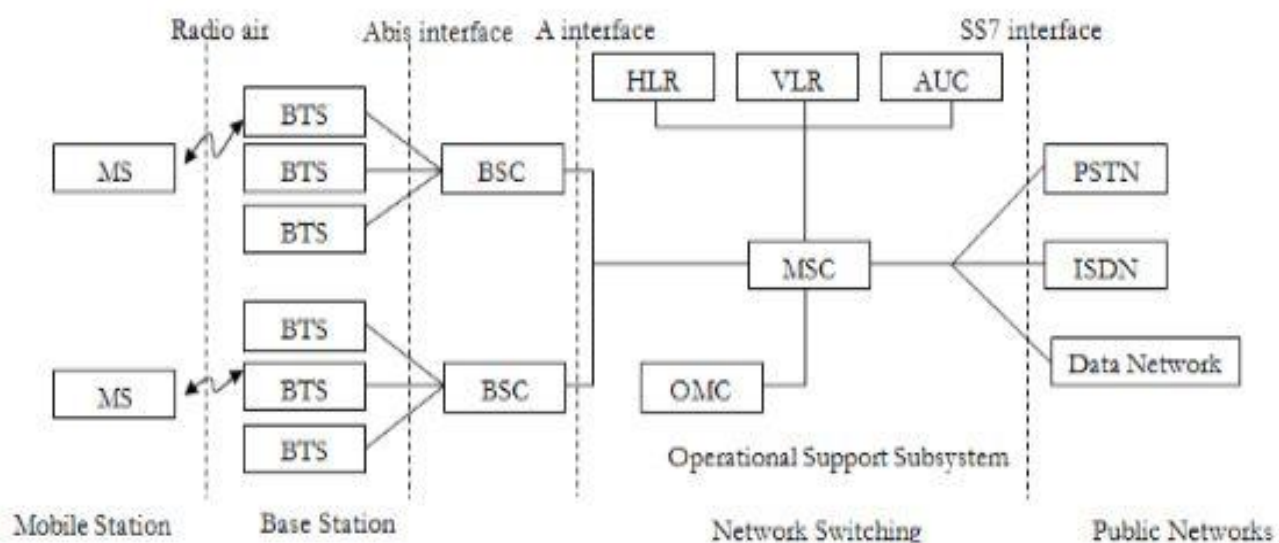 Radio air
Abis interface
A interface
SS7 interface
HLR
VLR
AUC
BTS
MS
BTS
BSC
PSTN
BTS
MSC
ISDN
BTS
BTS
MS
BSC
OMC
Data Network
BTS
Operational Support Subsystem
Mobile Station
Base Station
Network Switching
Public Networks